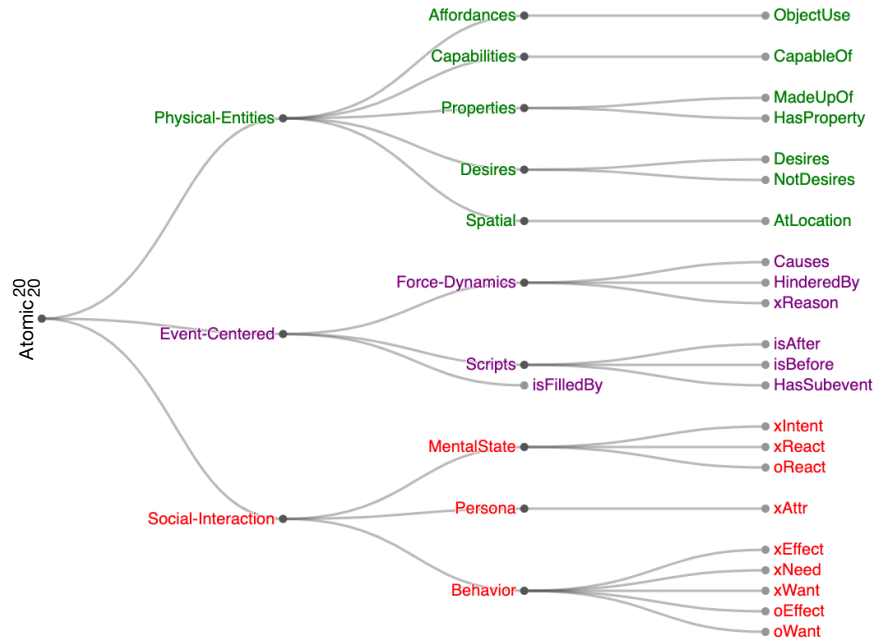 Affordances
ObjectUse
Capabilities
CapableOf
Physical-Entities
Properties
MadeUpOf
HasProperty
Desires
Desires
NotDesires
Spatial
AtLocation
Atomic 20
20
Event-Centered
Force-Dynamics
Causes
HinderedBy
xReason
Scripts
isAfter
isBefore
HasSubevent
isFilledBy
Social-Interaction
MentalState
xIntent
xReact
oReact
Persona
xAttr
Behavior
xEffect
xNeed
xWant
oEffect
oWant